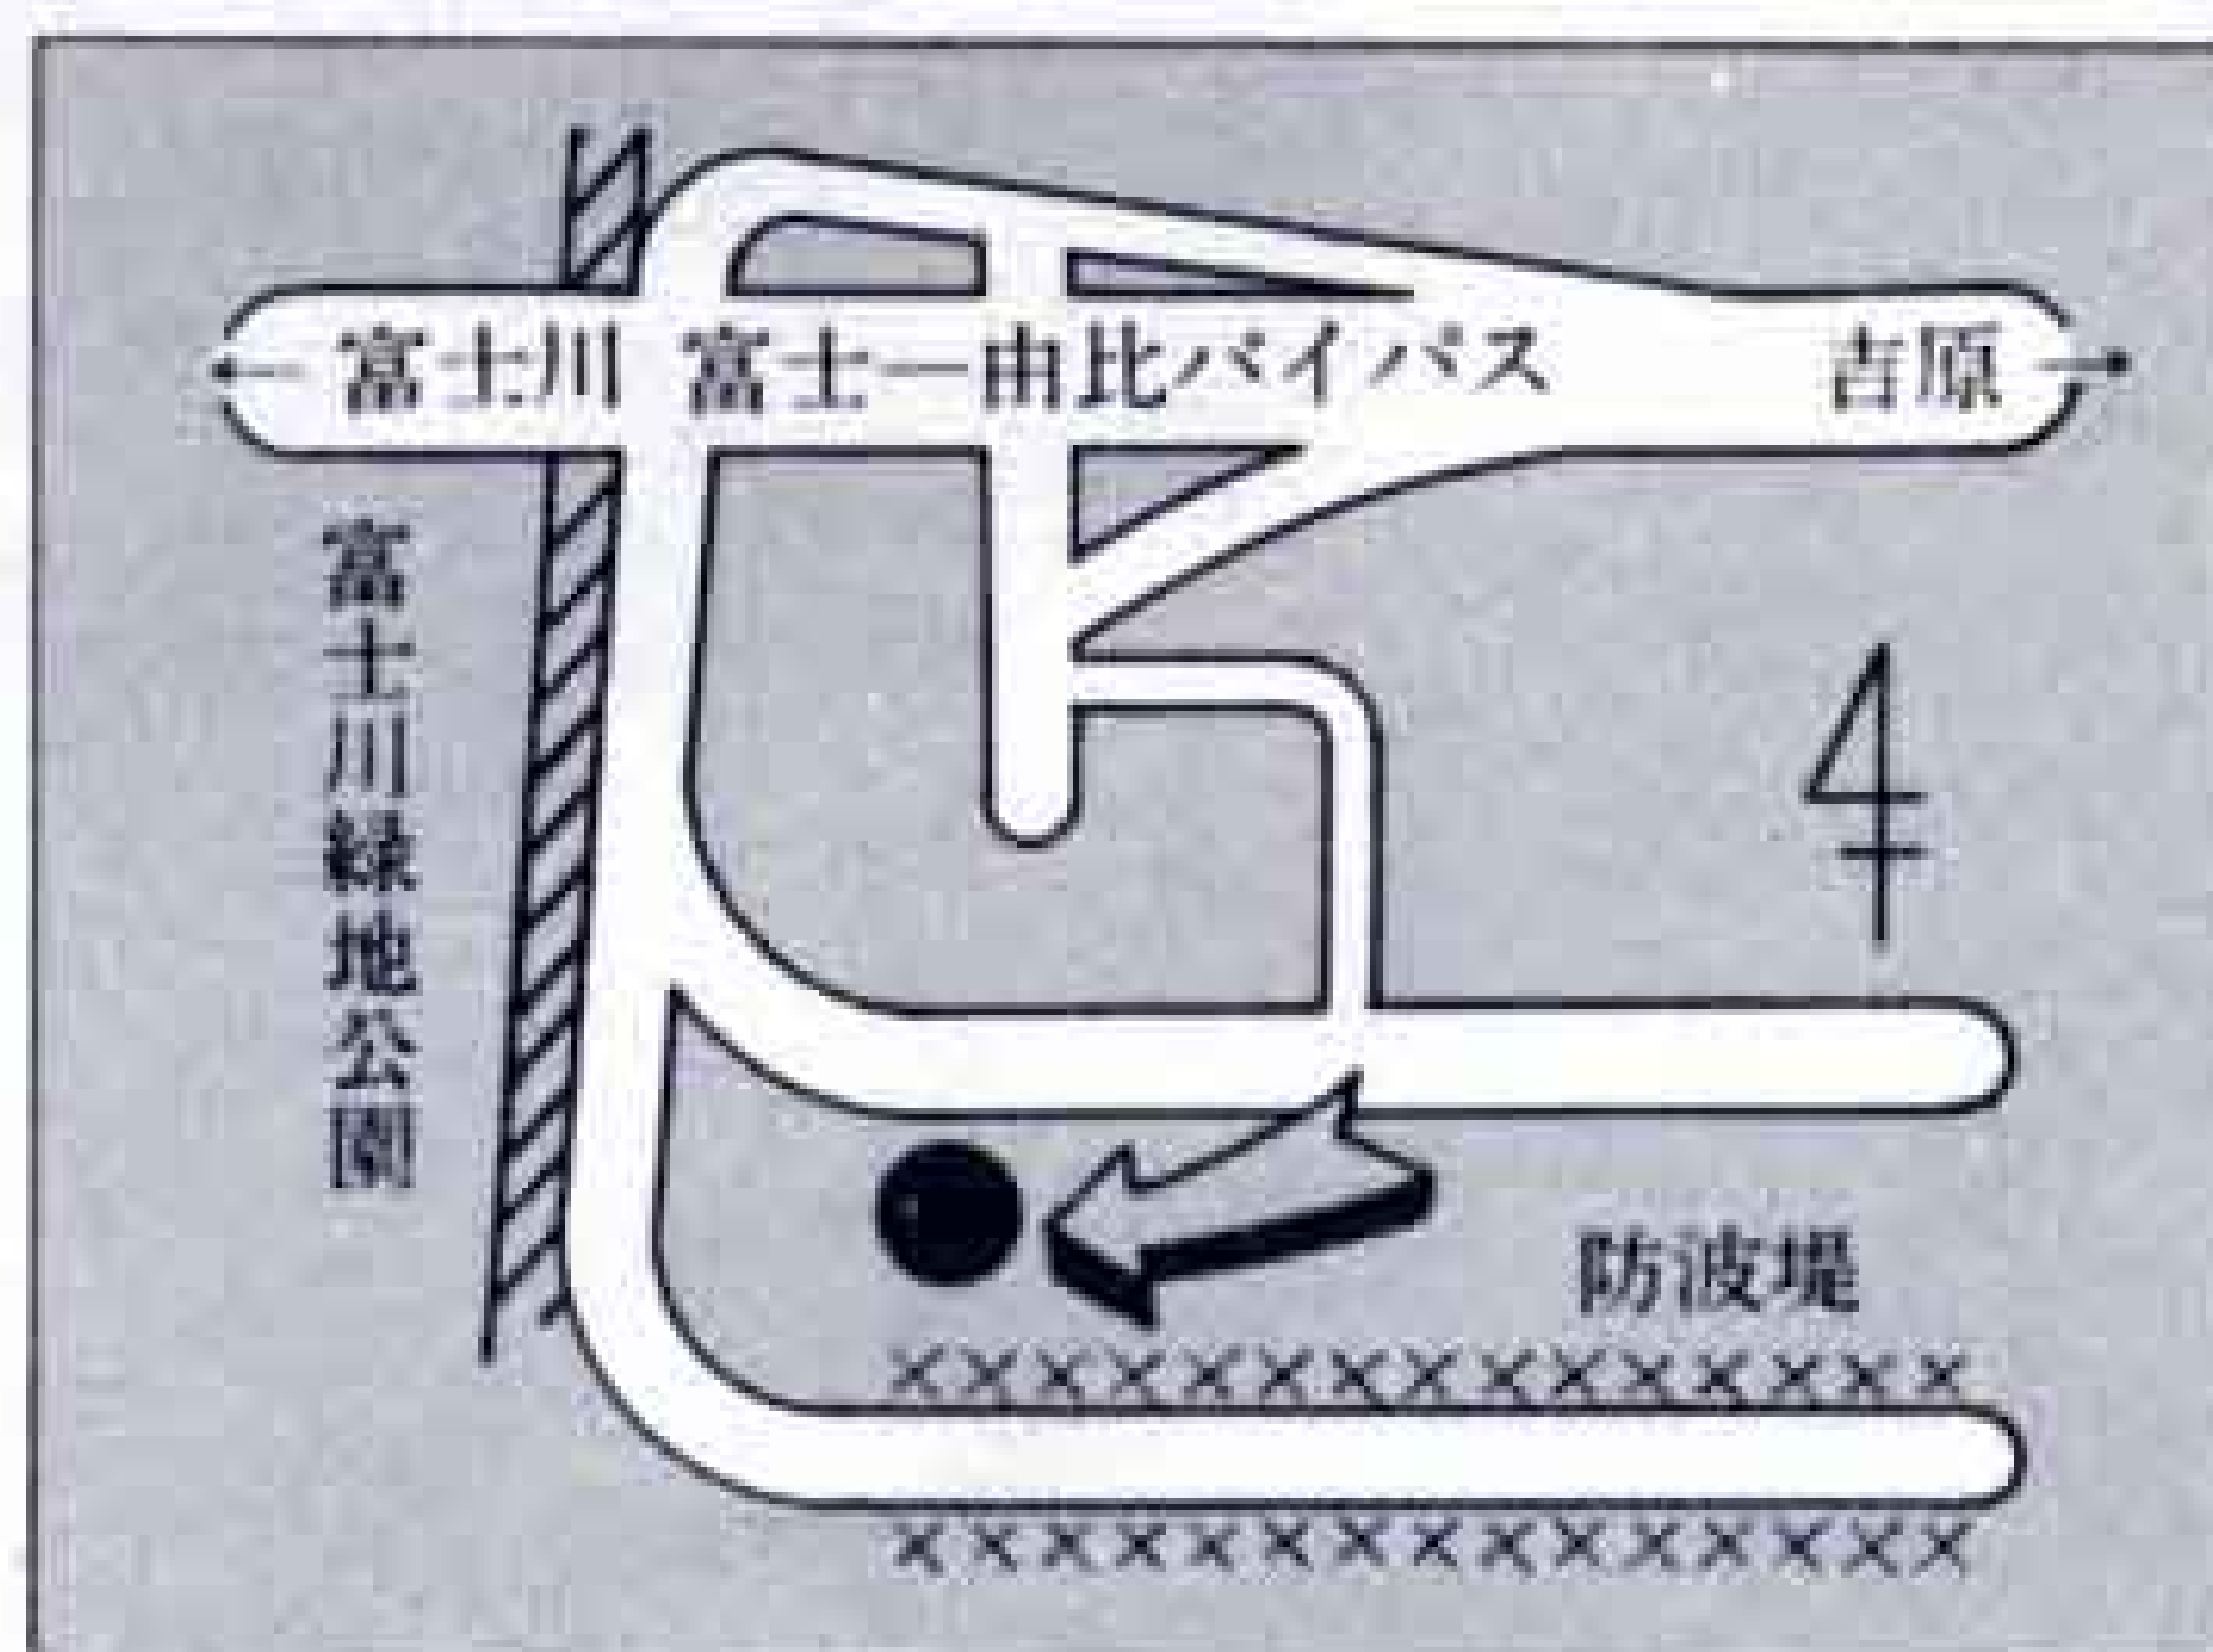 ← 富士川 富士一由比バイパス 吉原 →
富士川緑地公園
防波堤